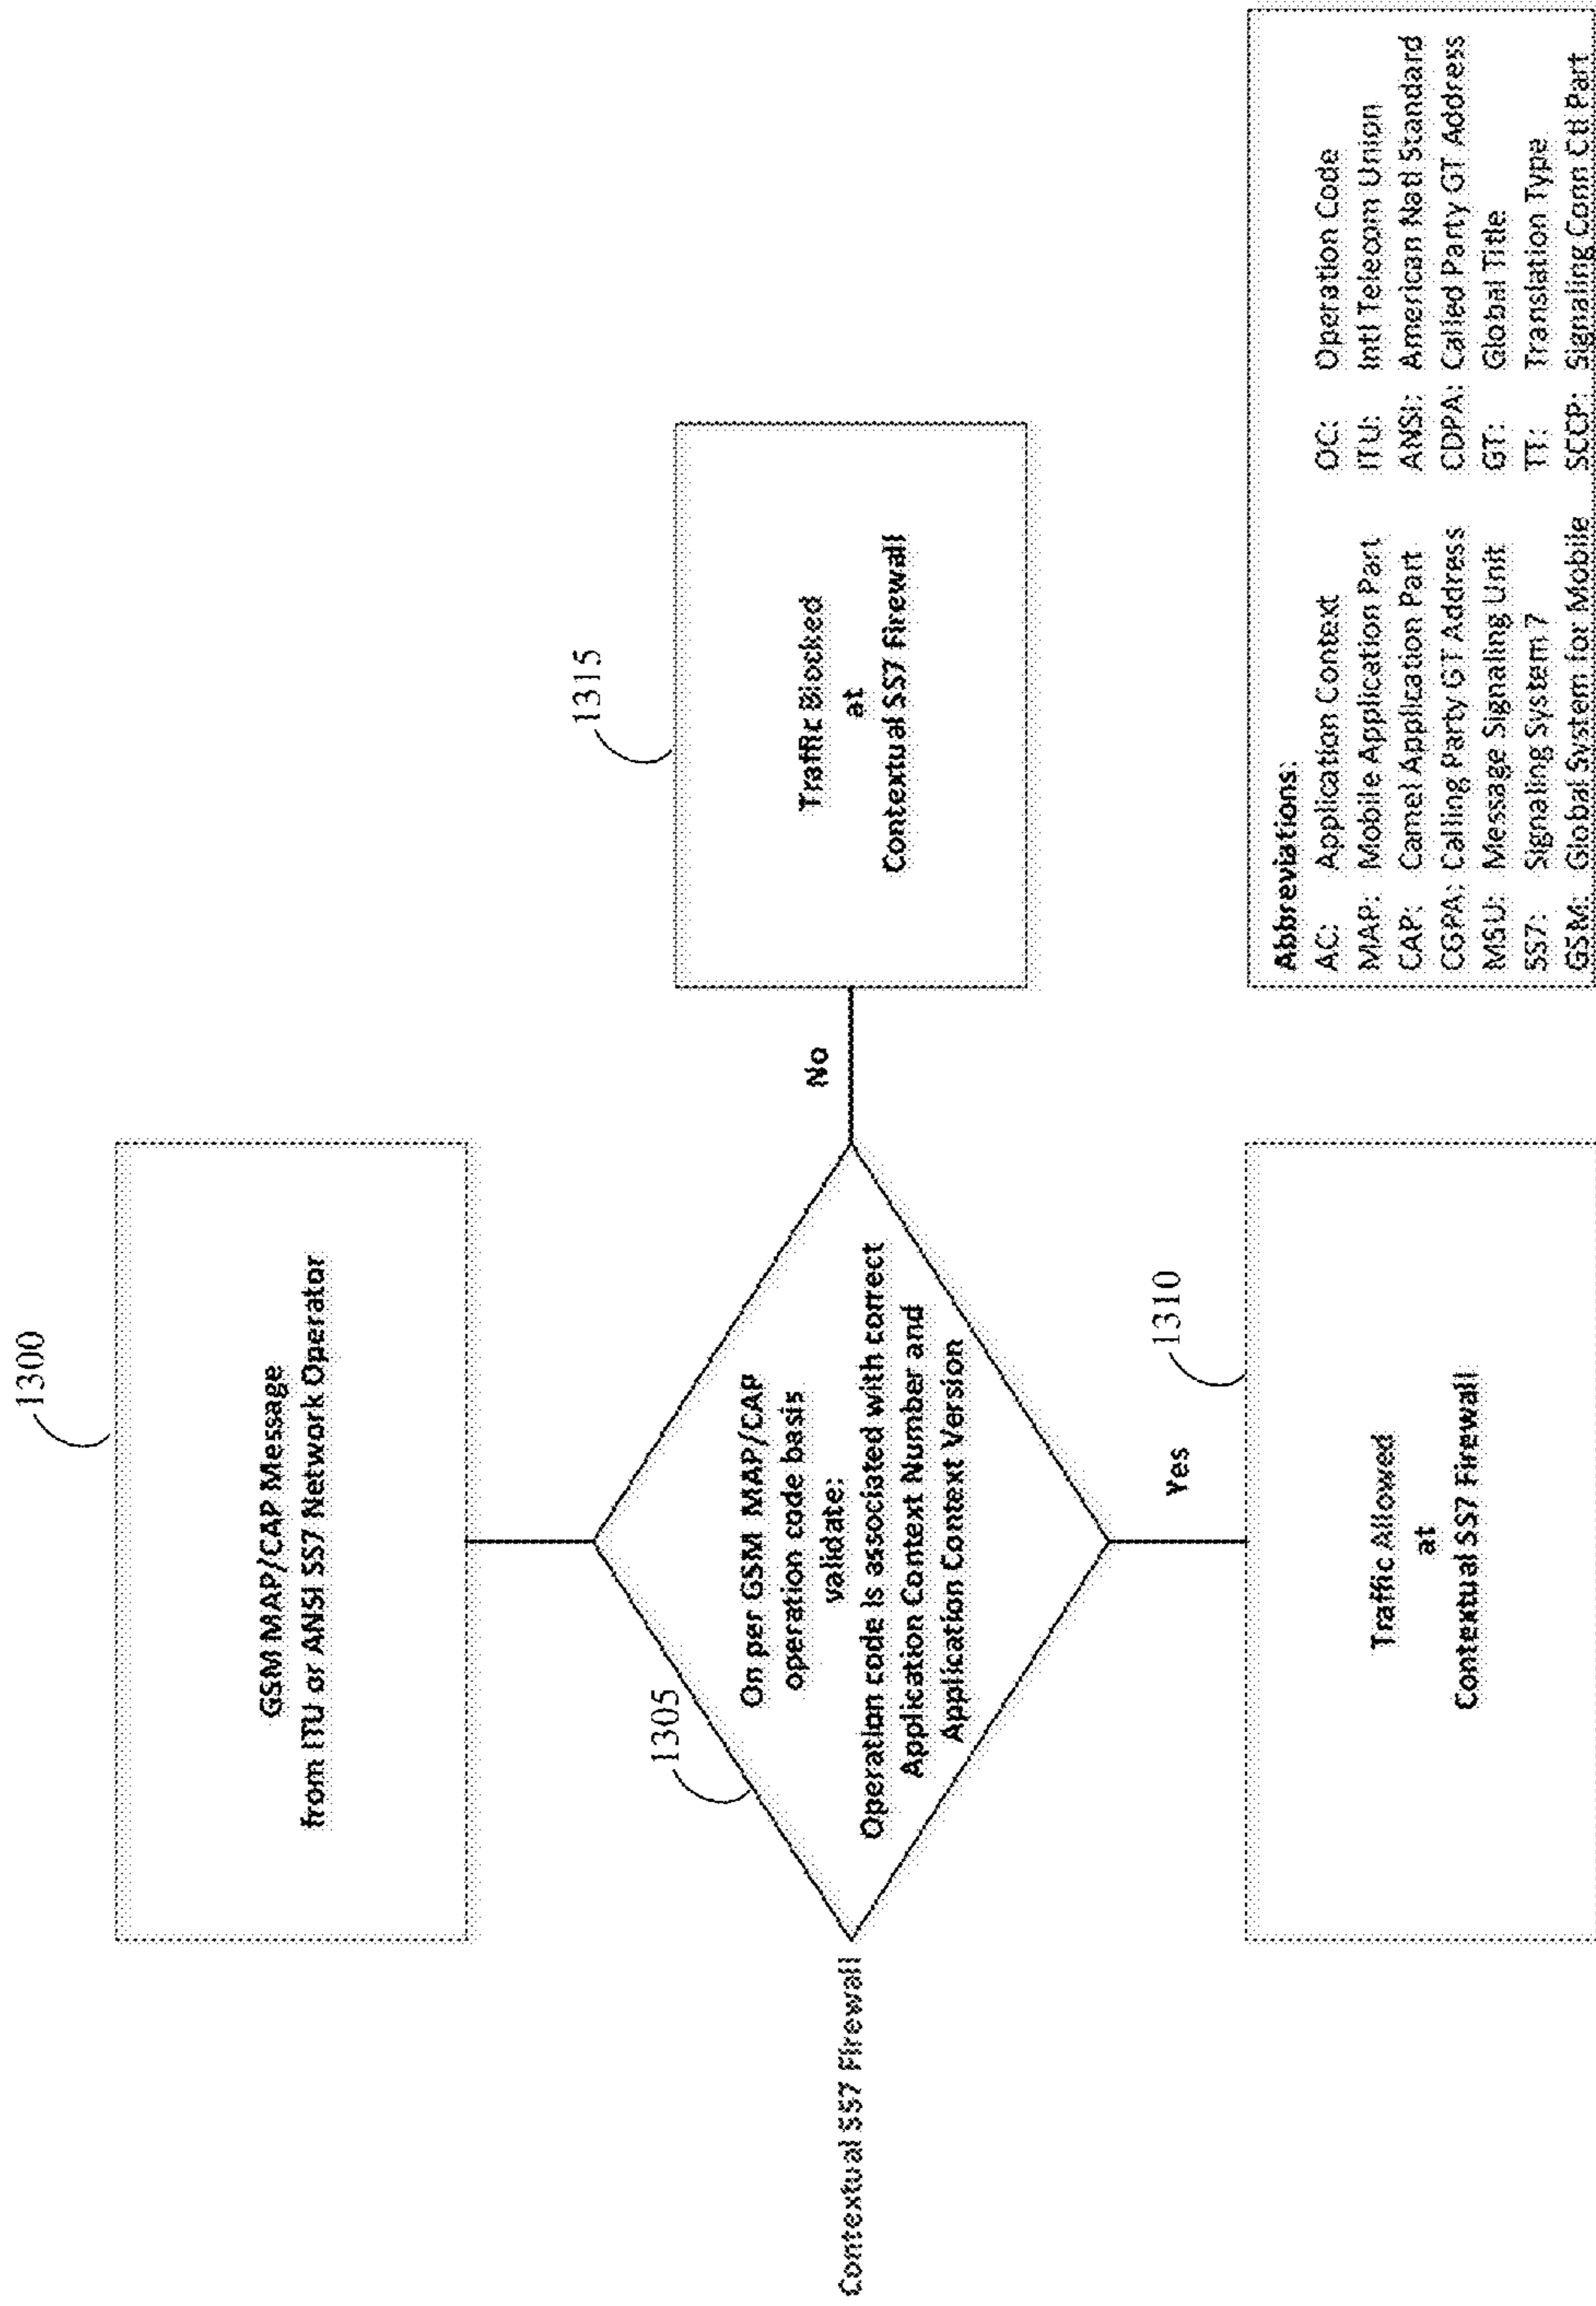 1300
GSM MAP/CAP Message
from ITU or ANSI SS7 Network Operator
1305
On per GSM MAP/CAP
operation code basis
validate:
Operation code is associated with correct
Application Context Number and
Application Context Version
Contextual SS7 Firewall
No
1315
Traffic Blocked
at
Contextual SS7 Firewall
Yes
1310
Traffic Allowed
at
Contextual SS7 Firewall
Abbreviations:
AC: Application Context OC: Operation Code
MAP: Mobile Application Part ITU: Intl Telecom Union
CAP: Camel Application Part ANSI: American Natl Standard
CGPA: Calling Party GT Address CDPA: Called Party GT Address
MSU: Message Signaling Unit GT: Global Title
SS7: Signaling System 7 TT: Translation Type
GSM: Global System for Mobile SCCP: Signaling Conn Ctl Part